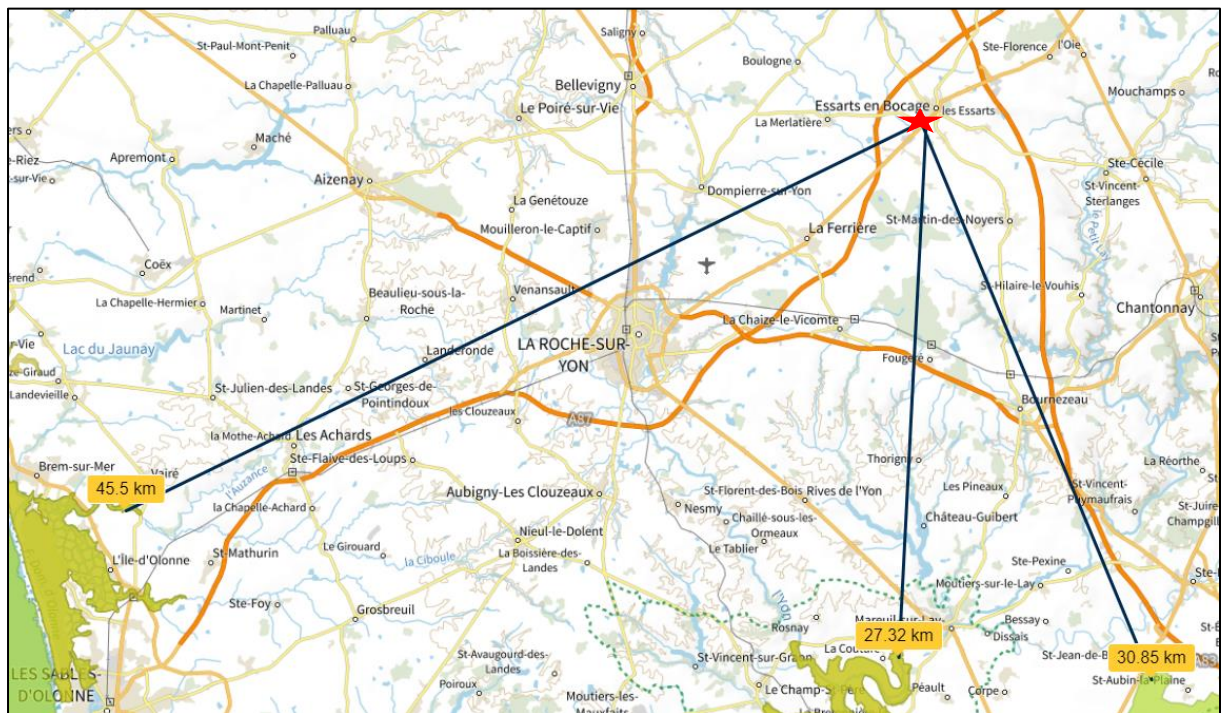 Palluau
Saligny
St-Paul-Mont-Penit
Ste-Florence
l'Oie
Boulogne
La Chapelle-Palluau
Bellevigny
Mouchamps
Le Poiré-sur-Vie
Essarts en Bocage
les Essarts
La Merlatière
Maché
Apremont
Ste-Cécile
Aizenay
Dompierre-sur-Yon
St-Vincent-
Sterlanges
La Genétouze
le Petit Lay
Mouilleron-le-Captif
St-Martin-des-Noyers
La Ferrière
Coëx
St-Hilaire-le-Vouhis
Venansault
Beaulieu-sous-la-
Roche
La Chapelle-Hermier
Chantonnay
Martinet
La Chaize-le-Vicomte
LA ROCHE-SUR-
YON
Lac du Jaunay
Landeronde
Fougeré
St-Julien-des-Landes
St-Georges-de-
Pointindoux
Landevieille
Bournezeau
les Clouzeaux
A87
la Mothe-Achard
Les Achards
Ste-Flaive-des-Loups
Thorigny
Brem-sur-Mer
Vairé
La Réorthe
l'Auzance
45.5 km
Aubigny-Les Clouzeaux
St-Florent-des-Bois
Rives de l'Yon
Les Pineaux
St-Vincent-
Puymaufrais
la Chapelle-Achard
Nesmy
Chaillé-sous-les-
Ormeaux
Château-Guibert
Nieul-le-Dolent
Le Girouard
la Ciboule
La Boissière-des-
Landes
Le Tablier
L'Île-d'Olonne
St-Mathurin
Ste-Pexine
Moutiers-sur-le-Lay
l'Yon
Ste-Foy
Grosbreuil
Rosnay
Mareuil-sur-Lay-
Bessay
Dissais
27.32 km
La Couture
30.85 km
LES SABLES-
D'OLONNE
St-Avaugourd-des-
Landes
Poiroux
St-Vincent-sur-Graon
St-Aubin-la-Plaine
A83
Le Champ-St-Père
Péault
Corpe
Moutiers-les-
Mauxfaits